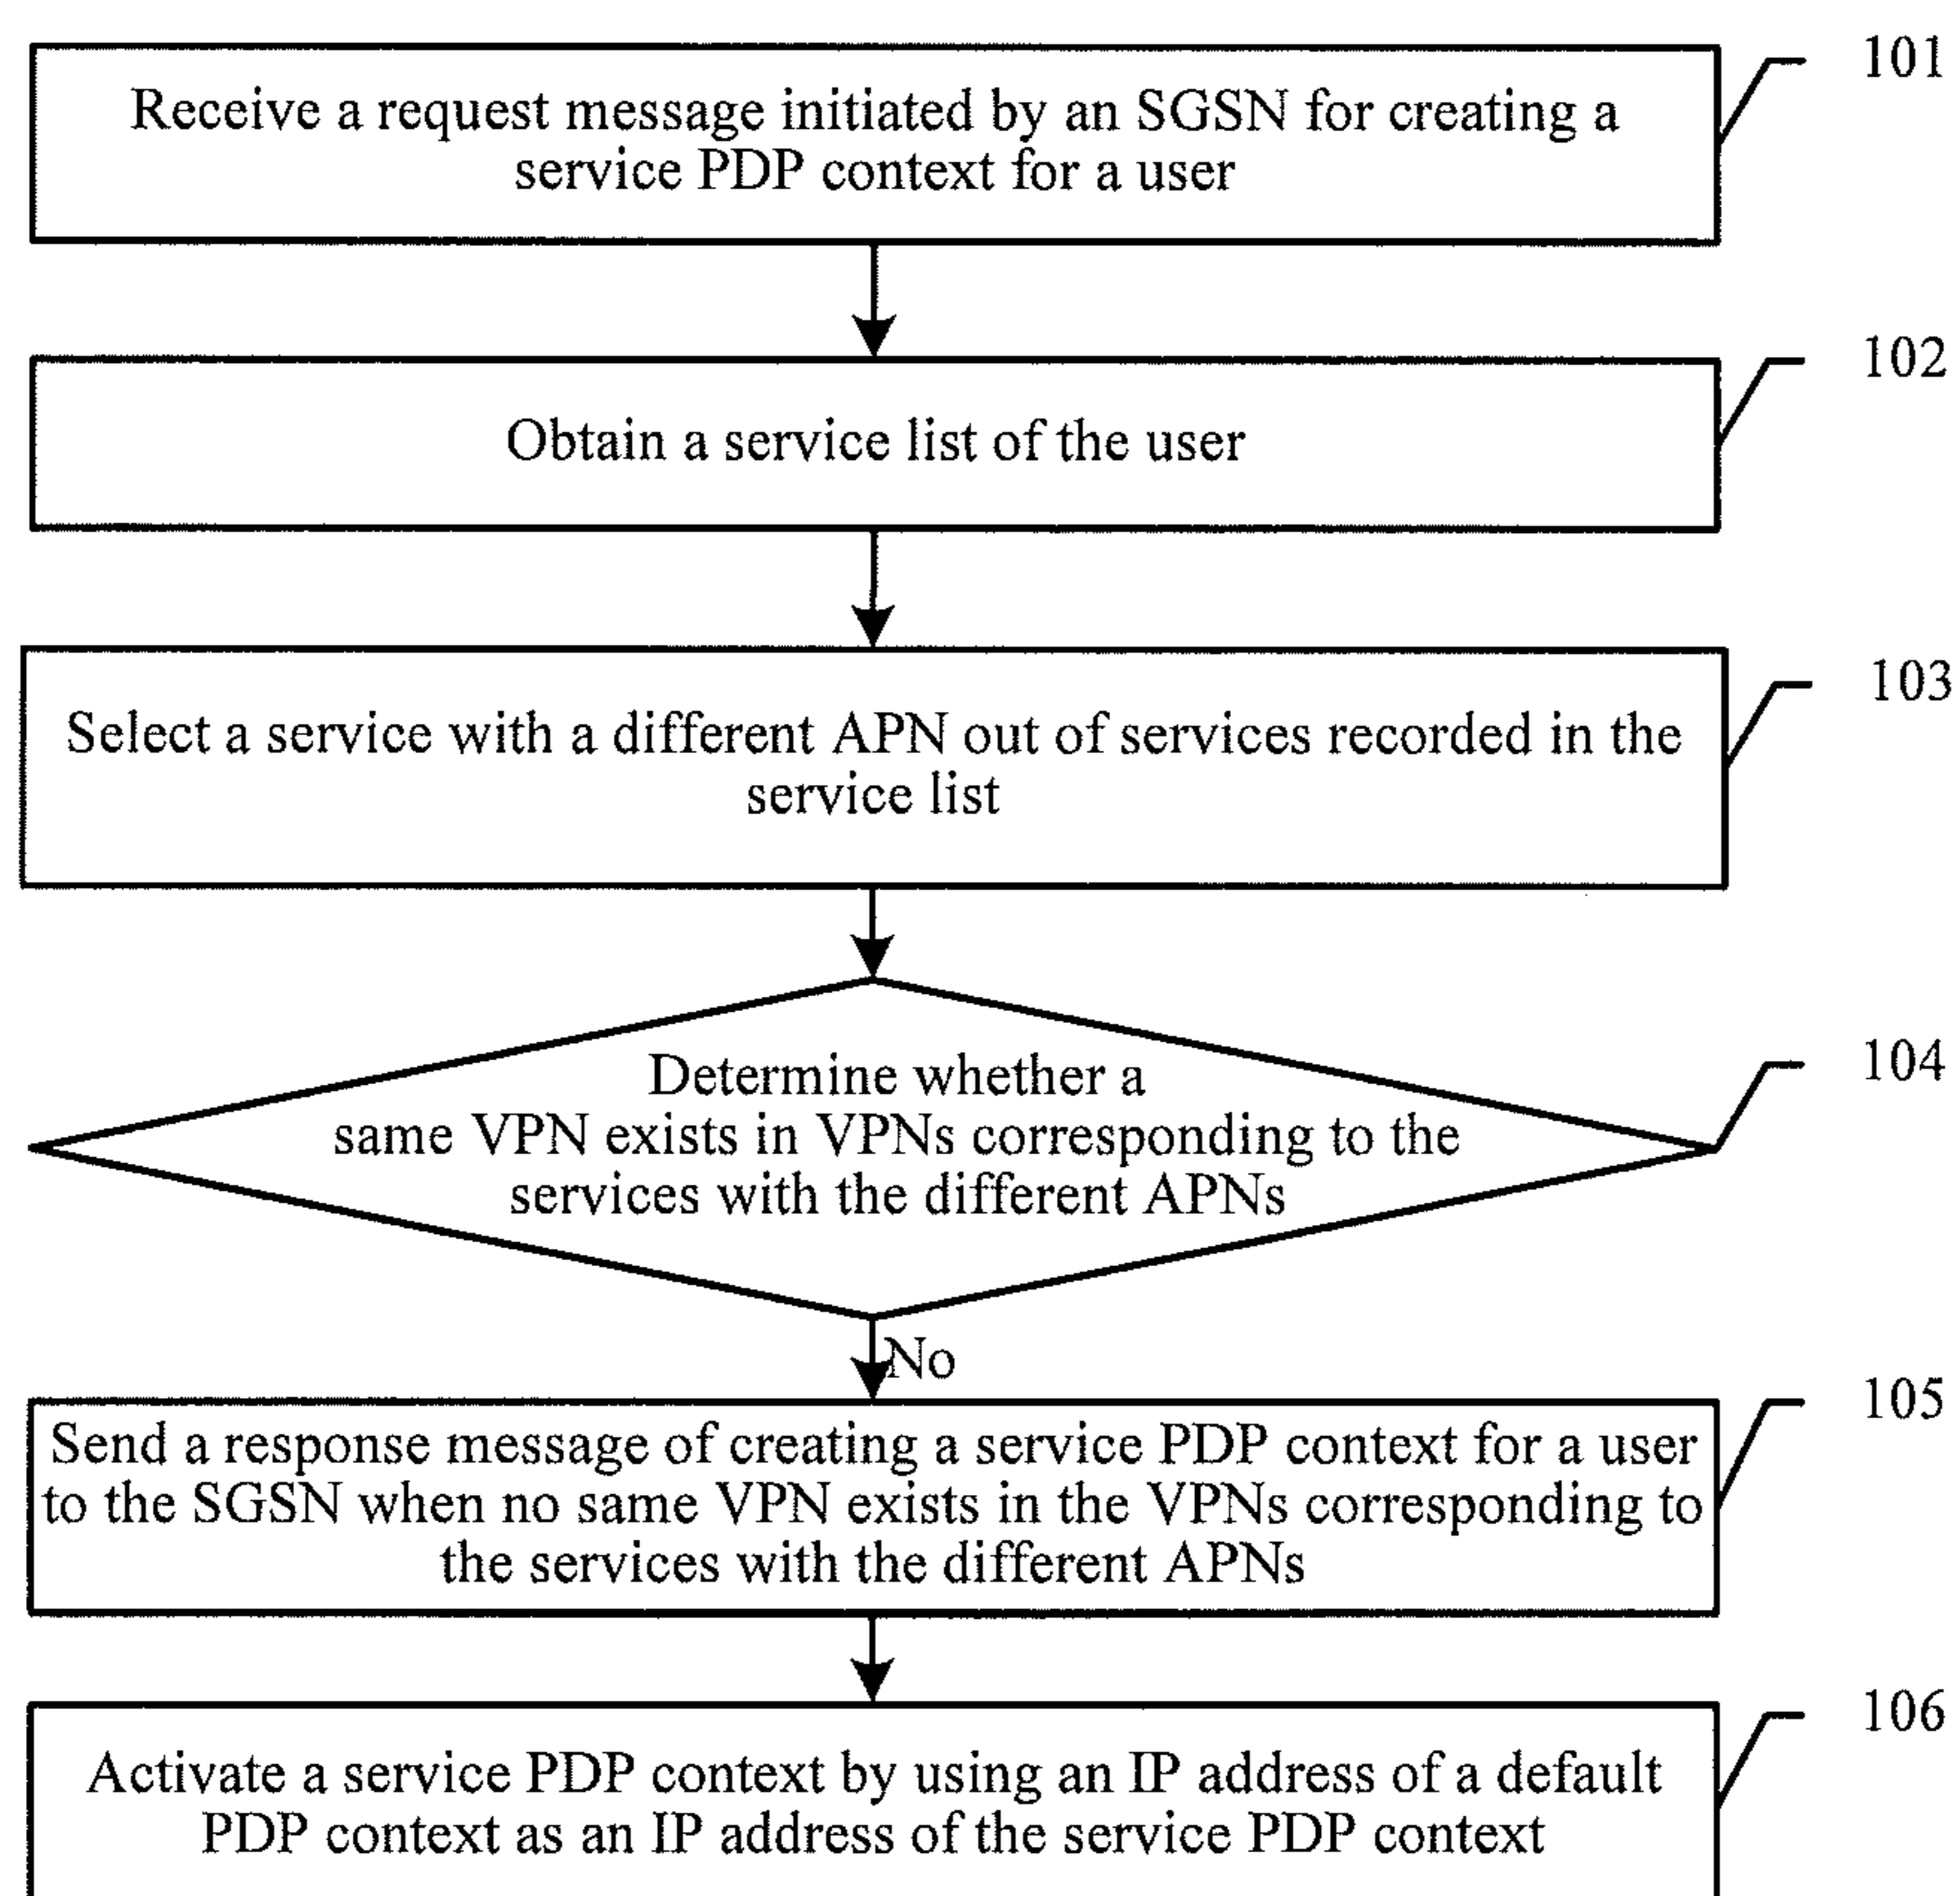 101
Receive a request message initiated by an SGSN for creating a
service PDP context for a user
102
Obtain a service list of the user
103
Select a service with a different APN out of services recorded in the
service list
104
Determine whether a
same VPN exists in VPNs corresponding to the
services with the different APNs
No
105
Send a response message of creating a service PDP context for a user
to the SGSN when no same VPN exists in the VPNs corresponding to
the services with the different APNs
106
Activate a service PDP context by using an IP address of a default
PDP context as an IP address of the service PDP context